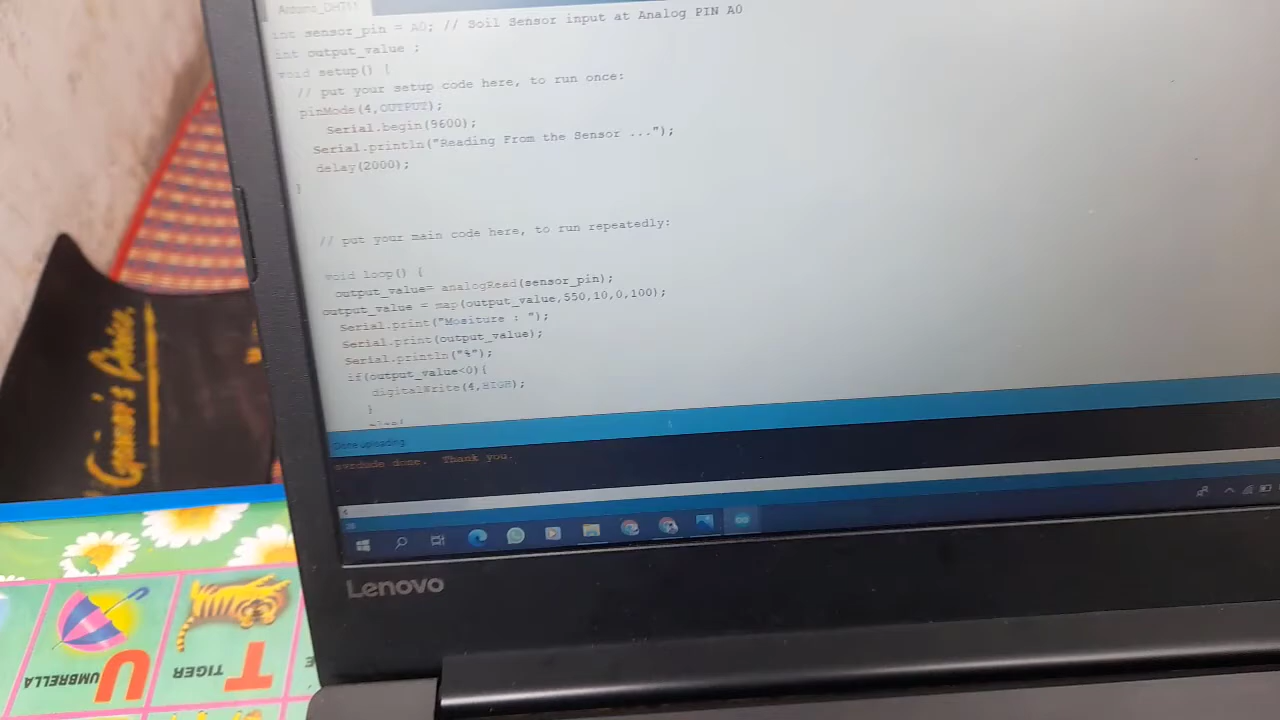 Arduino_DHT11
int sensor_pin = A0; // Soil Sensor input at Analog PIN A0
int output_value ;
void setup() {
// put your setup code here, to run once:
pinMode(4,OUTPUT);
Serial.begin(9600);
Serial.println("Reading From the Sensor ...");
delay(2000);
}
// put your main code here, to run repeatedly:
void loop() {
output_value= analogRead(sensor_pin);
output_value = map(output_value,550,10,0,100);
Serial.print("Mositure : ");
Serial.print(output_value);
Serial.println("%");
if(output_value<0){
digitalWrite(4,HIGH);
}
else{
Done uploading
avrdude done. Thank you.
Lenovo
UMBRELLA
U
TIGER
T